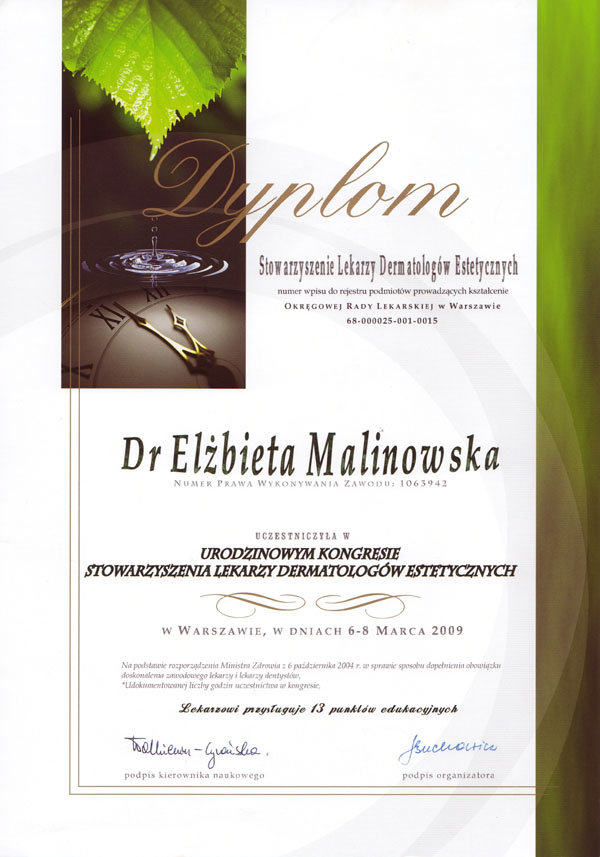 Dyplom
Stowarzyszenie Lekarzy Dermatologów Estetycznych
numer wpisu do rejestru podmiotów prowadzących kształcenie
Okręgowej Rady Lekarskiej w Warszawie
68-000025-001-0015
XII
Dr Elżbieta Malinowska
Numer Prawa Wykonywania Zawodu: 1063942
UCZESTNICZYŁA W
URODZINOWYM KONGRESIE
STOWARZYSZENIA LEKARZY DERMATOLOGÓW ESTETYCZNYCH
W WARSZAWIE, W DNIACH 6-8 MARCA 2009
Na podstawie rozporządzenia Ministra Zdrowia z 6 października 2004 r. w sprawie sposobu dopełnienia obowiązku
doskonalenia zawodowego lekarzy i lekarzy dentystów,
*Udokumentowanej liczby godzin uczestnictwa w kongresie,
Lekarzowi przysługuje 13 punktów edukacyjnych
podpis kierownika naukowego
podpis organizatora